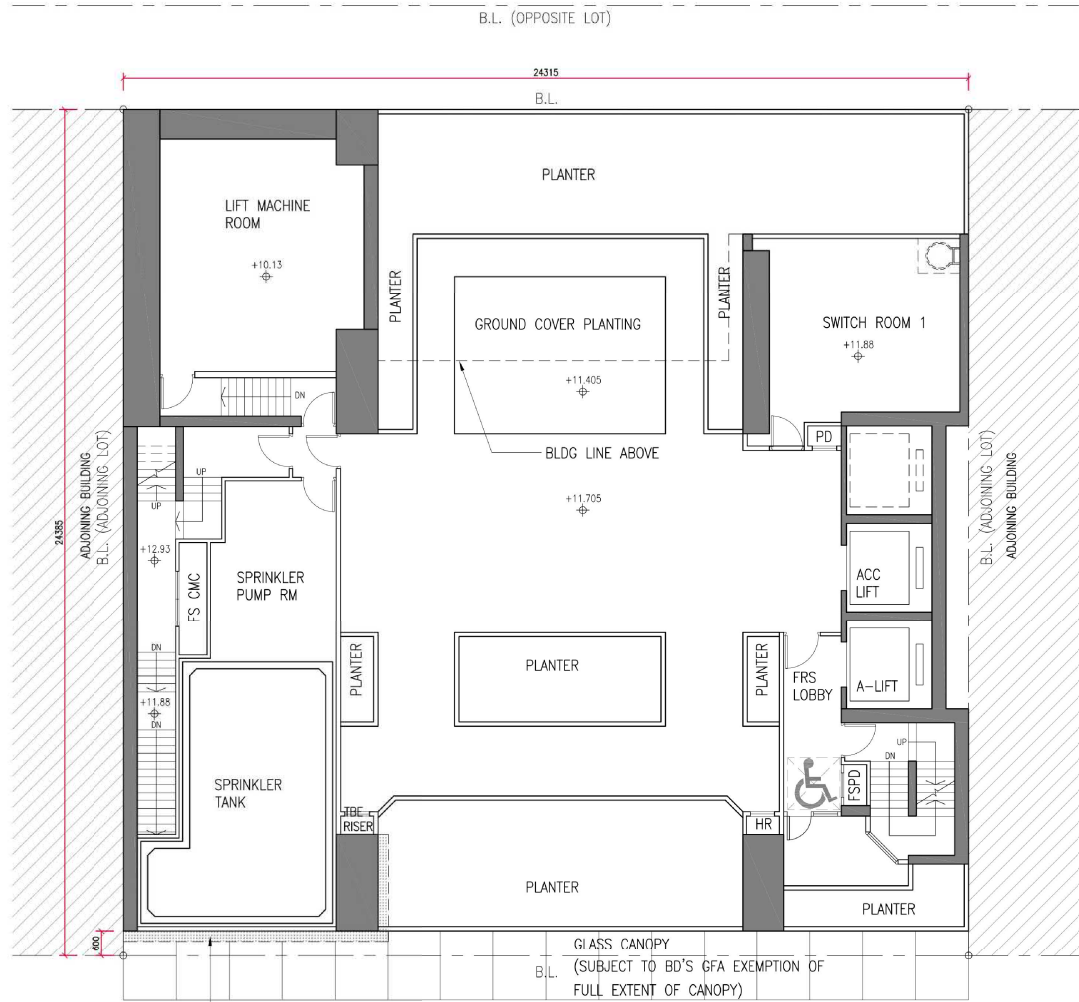 B.L. (OPPOSITE LOT)
24315
B.L.
PLANTER
LIFT MACHINE
ROOM
+10.13
PLANTER
PLANTER
GROUND COVER PLANTING
SWITCH ROOM 1
+11.88
+11.405
DN
PD
BLDG LINE ABOVE
UP
UP
+11.705
24385
ADJOINING BUILDING
B.L. (ADJOINING LOT)
B.L. (ADJOINING LOT)
ADJOINING BUILDING
+12.93
FS CMC
SPRINKLER
PUMP RM
ACC
LIFT
DN
PLANTER
PLANTER
PLANTER
FRS
LOBBY
A-LIFT
+11.88
DN
UP
DN
SPRINKLER
TANK
FSPD
TBE
RISER
HR
PLANTER
PLANTER
600
GLASS CANOPY
B.L.
(SUBJECT TO BD'S GFA EXEMPTION OF
FULL EXTENT OF CANOPY)